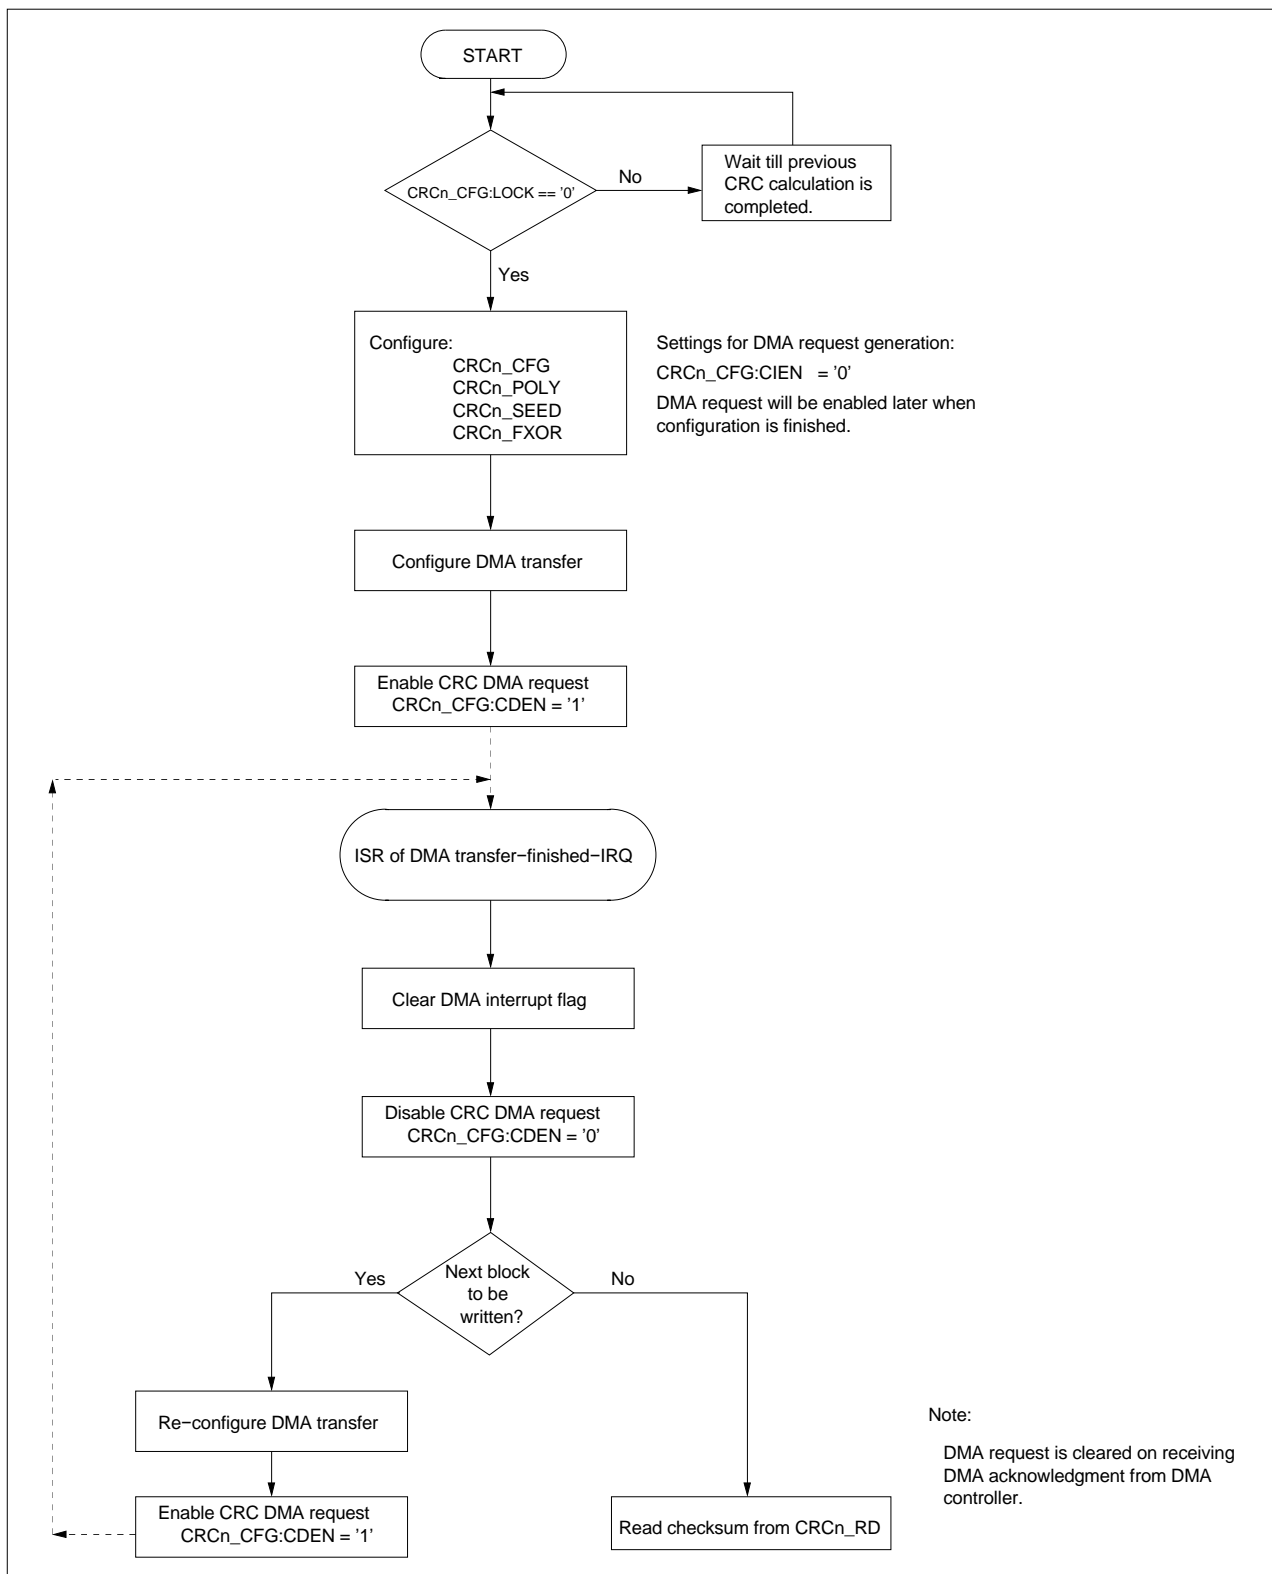 START
CRCn_CFG:LOCK == '0'
No
Wait till previous
CRC calculation is
completed.
Yes
Configure:
CRCn_CFG
CRCn_POLY
CRCn_SEED
CRCn_FXOR
Settings for DMA request generation:
CRCn_CFG:CIEN = '0'
DMA request will be enabled later when
configuration is finished.
Configure DMA transfer
Enable CRC DMA request
CRCn_CFG:CDEN = '1'
ISR of DMA transfer−finished−IRQ
Clear DMA interrupt flag
Disable CRC DMA request
CRCn_CFG:CDEN = '0'
Next block
to be
written?
Yes
No
Re−configure DMA transfer
Enable CRC DMA request
CRCn_CFG:CDEN = '1'
Read checksum from CRCn_RD
Note:
DMA request is cleared on receiving
DMA acknowledgment from DMA
controller.